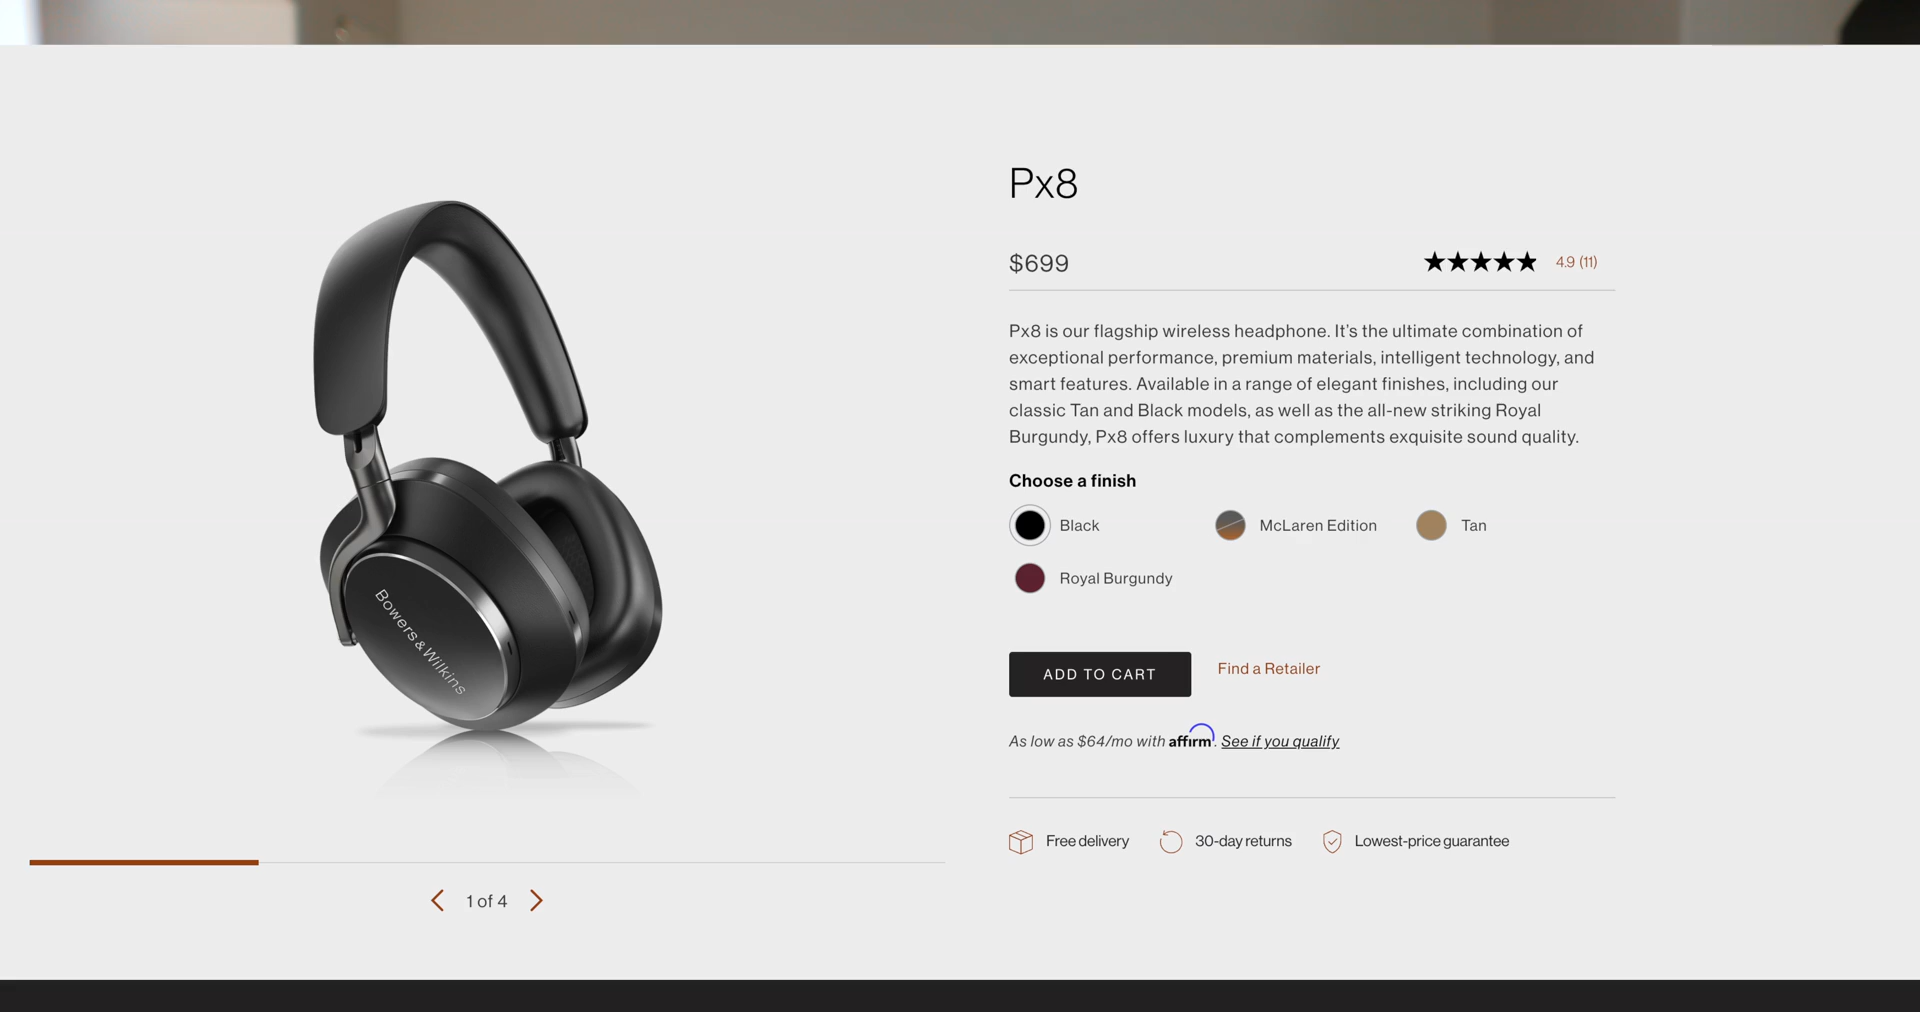 Px8
$699
4.9 (11)
Px8 is our flagship wireless headphone. It's the ultimate combination of
exceptional performance, premium materials, intelligent technology, and
smart features. Available in a range of elegant finishes, including our
classic Tan and Black models, as well as the all-new striking Royal
Burgundy, Px8 offers luxury that complements exquisite sound quality.
Choose a finish
Black
McLaren Edition
Tan
Royal Burgundy
ADD TO CART
Find a Retailer
As low as $64/mo with affirm. See if you qualify
Free delivery
30-day returns
Lowest-price guarantee
Bowers & Wilkins
1 of 4